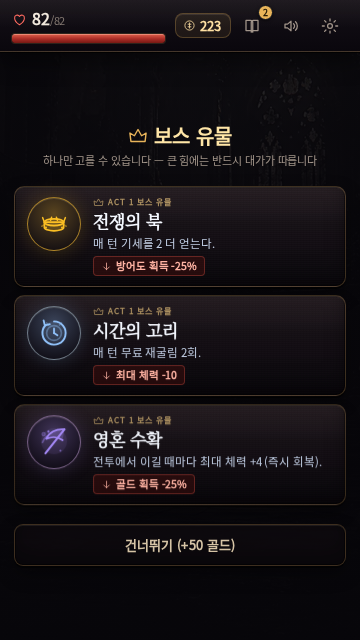 82/82
223
2
보스 유물
하나만 고를 수 있습니다 — 큰 힘에는 반드시 대가가 따릅니다
ACT 1 보스 유물
전쟁의 북
매 턴 기세를 2 더 얻는다.
↓ 방어도 획득 -25%
ACT 1 보스 유물
시간의 고리
매 턴 무료 재굴림 2회.
↓ 최대 체력 -10
ACT 1 보스 유물
영혼 수확
전투에서 이길 때마다 최대 체력 +4 (즉시 회복).
↓ 골드 획득 -25%
건너뛰기 (+50 골드)